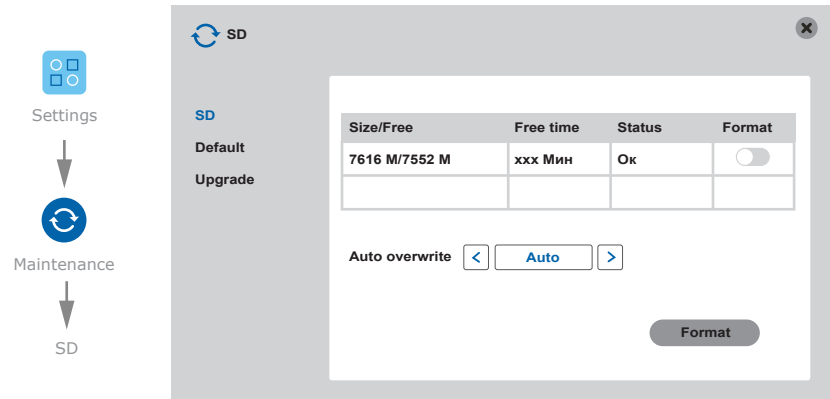 Settings
Maintenance
SD
SD
SD
Default
Upgrade
Size/Free Free time Status Format
7616 M/7552 M xxx Мин Ок
Auto overwrite < Auto >
Format